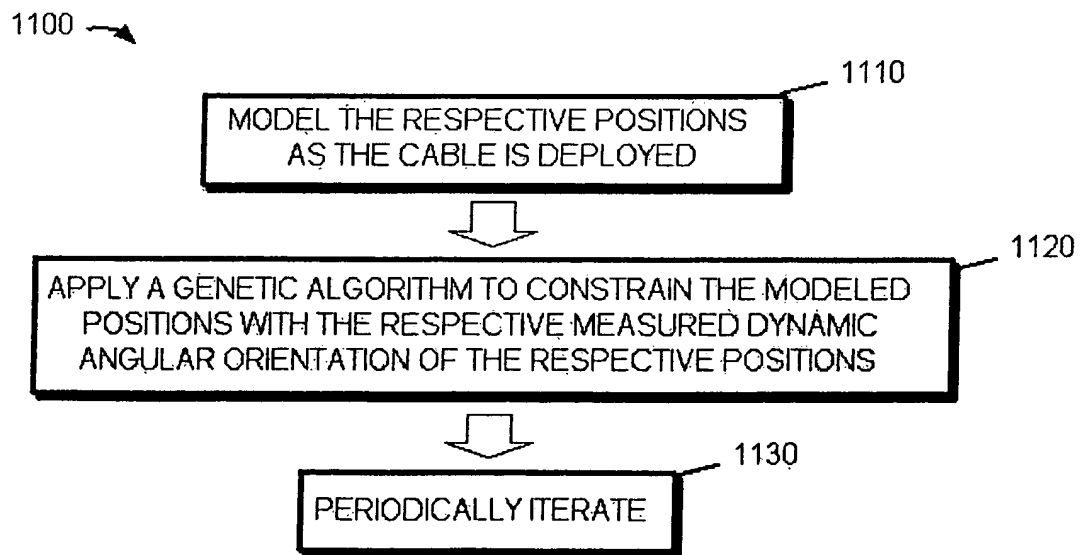 1100
1110
MODEL THE RESPECTIVE POSITIONS
AS THE CABLE IS DEPLOYED
1120
APPLY A GENETIC ALGORITHM TO CONSTRAIN THE MODELED
POSITIONS WITH THE RESPECTIVE MEASURED DYNAMIC
ANGULAR ORIENTATION OF THE RESPECTIVE POSITIONS
1130
PERIODICALLY ITERATE